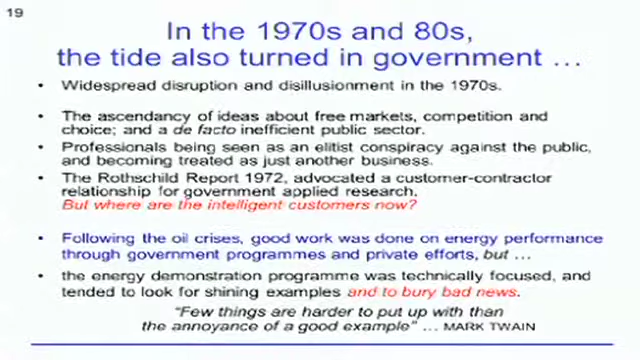 19
In the 1970s and 80s,
the tide also turned in government …
• Widespread disruption and disillusionment in the 1970s.
• The ascendancy of ideas about free markets, competition and
choice; and a de facto inefficient public sector.
• Professionals being seen as an elitist conspiracy against the public,
and becoming treated as just another business.
• The Rothschild Report 1972, advocated a customer-contractor
relationship for government applied research.
But where are the intelligent customers now?
• Following the oil crises, good work was done on energy performance
through government programmes and private efforts, but …
• the energy demonstration programme was technically focused, and
tended to look for shining examples and to bury bad news.
"Few things are harder to put up with than
the annoyance of a good example" … MARK TWAIN